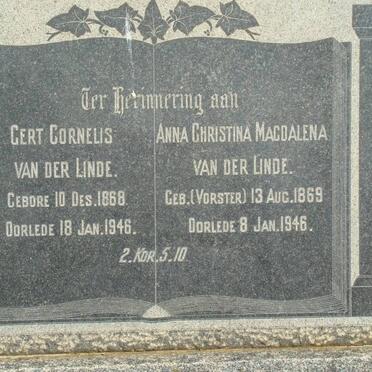 Ter Herinnering aan
GERT CORNELIS
VAN DER LINDE.
GEBORE 10 DES. 1868
OORLEDE 18 JAN. 1946.
ANNA CHRISTINA MAGDALENA
VAN DER LINDE.
GEB. (VORSTER) 13 AUG. 1869
OORLEDE 8 JAN. 1946.
2. KOR. 5. 10